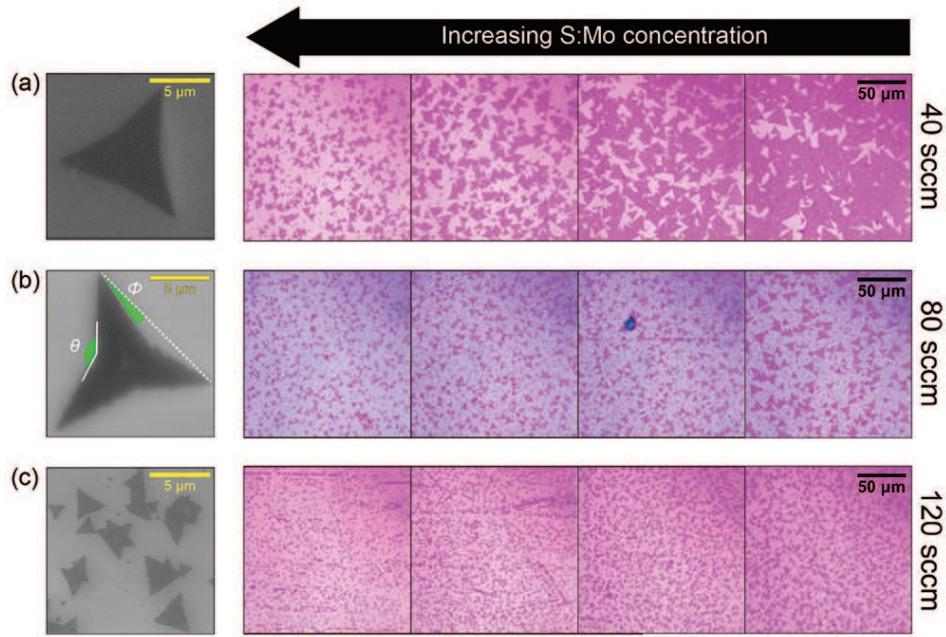 Increasing S:Mo concentration
(a)
5 μm
50 μm
40 sccm
(b)
Φ
θ
μm
50 μm
80 sccm
(c)
5 μm
50 μm
120 sccm